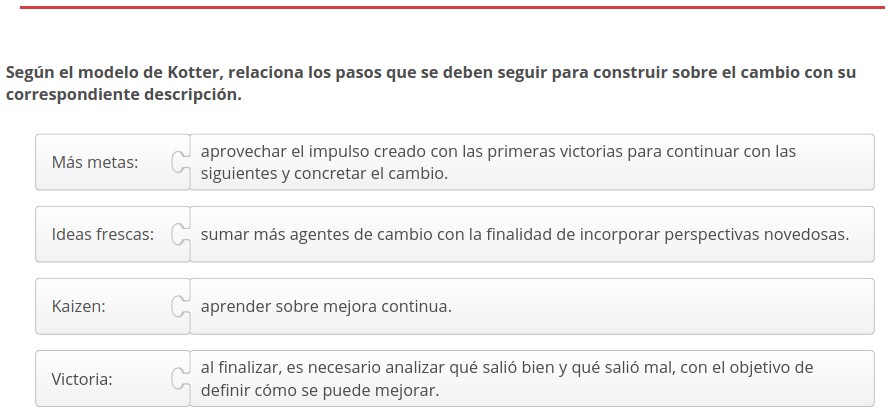 Según el modelo de Kotter, relaciona los pasos que se deben seguir para construir sobre el cambio con su
correspondiente descripción.
Más metas:
aprovechar el impulso creado con las primeras victorias para continuar con las
siguientes y concretar el cambio.
Ideas frescas:
sumar más agentes de cambio con la finalidad de incorporar perspectivas novedosas.
Kaizen:
aprender sobre mejora continua.
Victoria:
al finalizar, es necesario analizar qué salió bien y qué salió mal, con el objetivo de
definir cómo se puede mejorar.